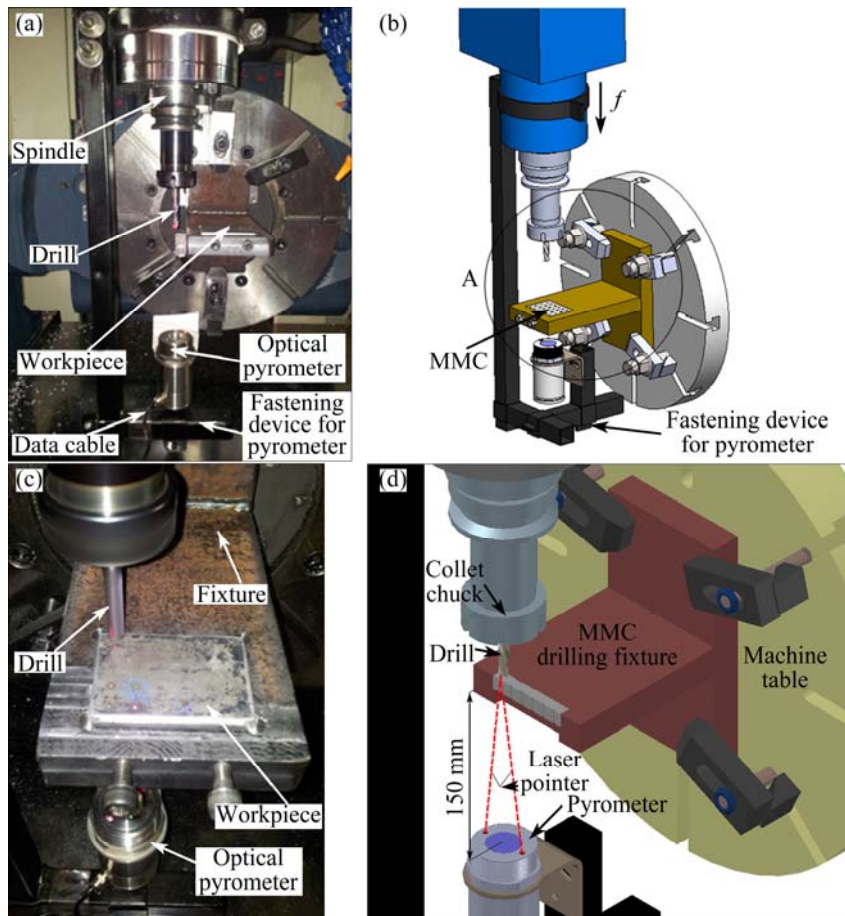 (a)
Spindle
Drill
Workpiece
Optical
pyrometer
Data cable
Fastening
device for
pyrometer
(b)
f
A
MMC
Fastening device
for pyrometer
(c)
Fixture
Drill
Workpiece
Optical
pyrometer
(d)
Collet
chuck
Drill
MMC
drilling fixture
Machine
table
150 mm
Laser
pointer
Pyrometer